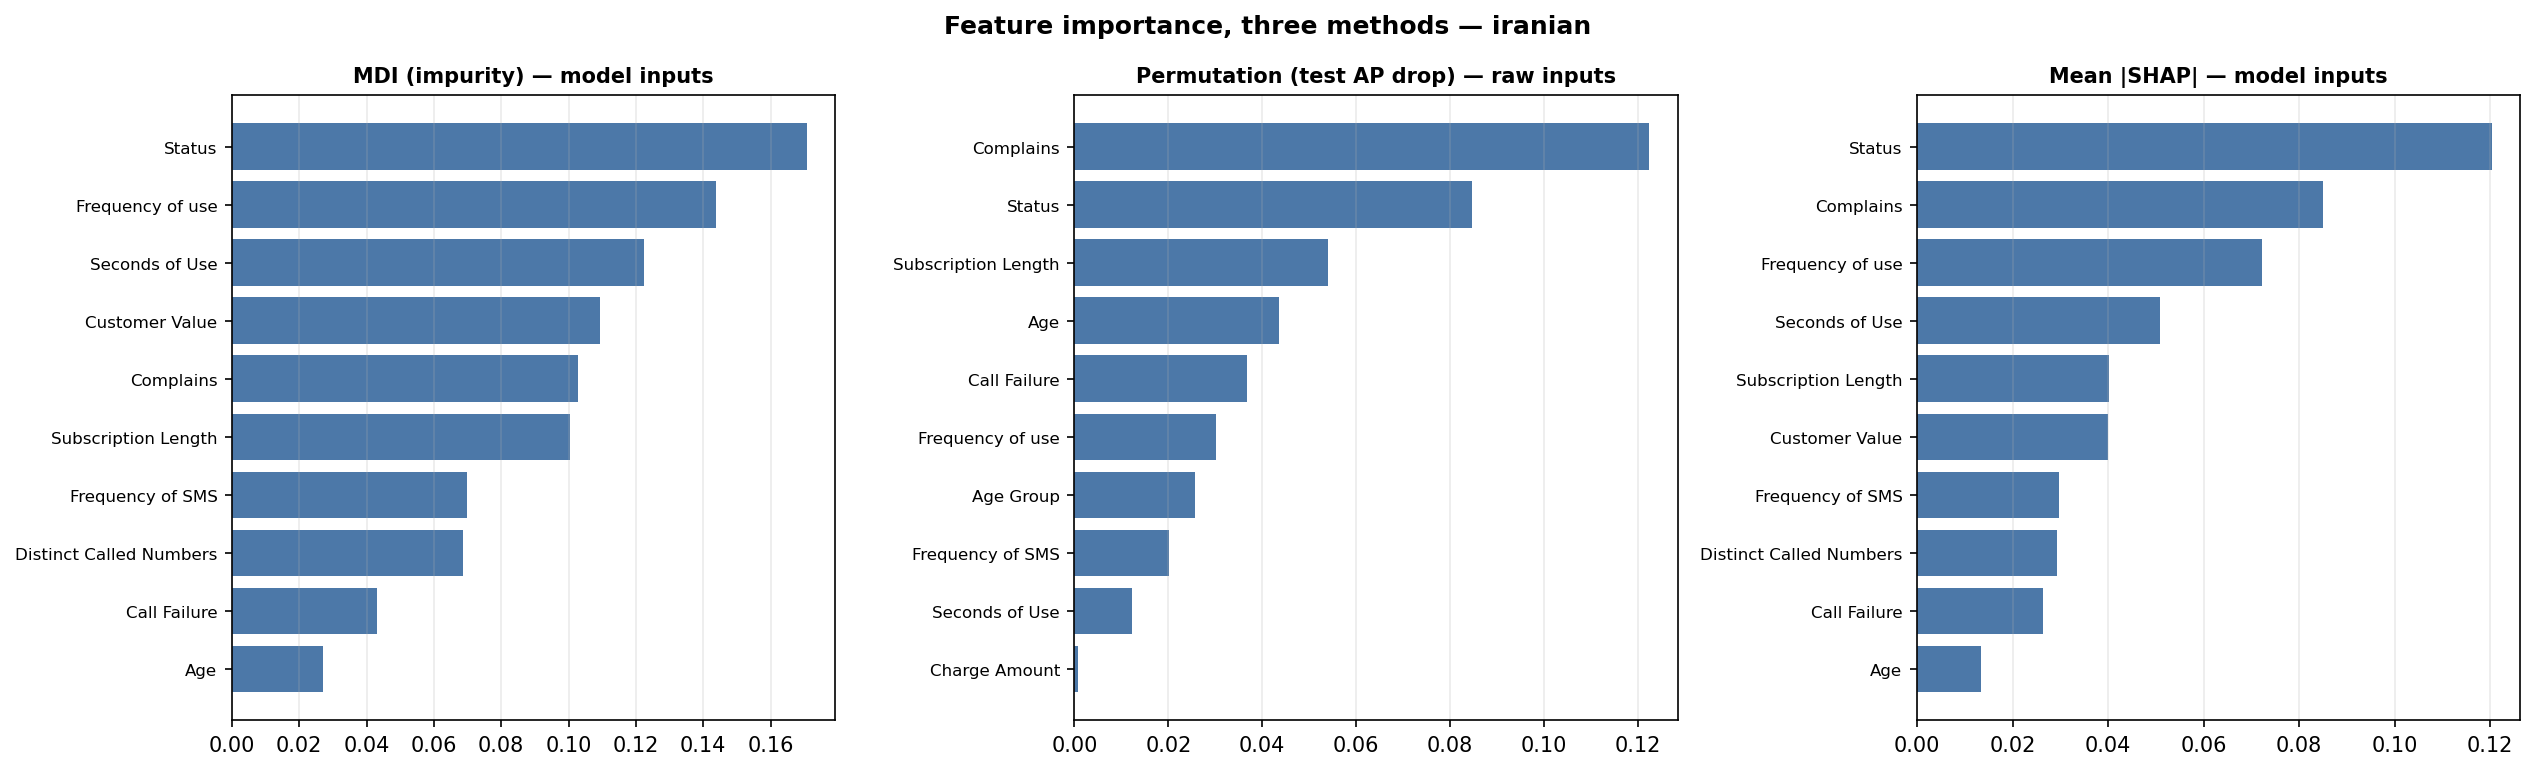 Feature importance, three methods — iranian
MDI (impurity) — model inputs
Status
Frequency of use
Seconds of Use
Customer Value
Complains
Subscription Length
Frequency of SMS
Distinct Called Numbers
Call Failure
Age
0.00 0.02 0.04 0.06 0.08 0.10 0.12 0.14 0.16
Permutation (test AP drop) — raw inputs
Complains
Status
Subscription Length
Age
Call Failure
Frequency of use
Age Group
Frequency of SMS
Seconds of Use
Charge Amount
0.00 0.02 0.04 0.06 0.08 0.10 0.12
Mean |SHAP| — model inputs
Status
Complains
Frequency of use
Seconds of Use
Subscription Length
Customer Value
Frequency of SMS
Distinct Called Numbers
Call Failure
Age
0.00 0.02 0.04 0.06 0.08 0.10 0.12